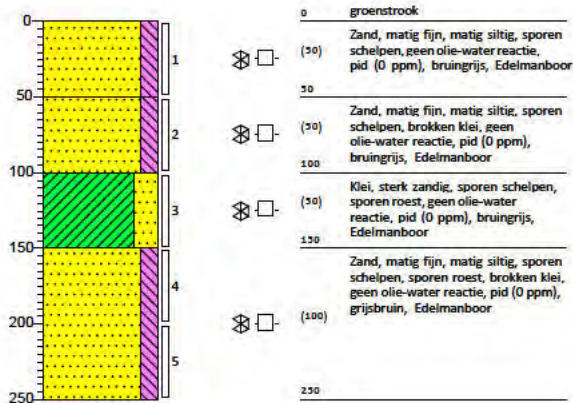 0
groenstrook
0
Zand, matig fijn, matig siltig, sporen
schelpen, geen olie-water reactie,
pid (0 ppm), bruingrijs, Edelmanboor
1
(50)
50
50
Zand, matig fijn, matig siltig, sporen
schelpen, brokken klei, geen
olie-water reactie, pid (0 ppm),
bruingrijs, Edelmanboor
2
(50)
100
100
Klei, sterk zandig, sporen schelpen,
sporen roest, geen olie-water
reactie, pid (0 ppm), bruingrijs,
Edelmanboor
3
(50)
150
150
Zand, matig fijn, matig siltig, sporen
schelpen, sporen roest, brokken klei,
geen olie-water reactie, pid (0 ppm),
grijsbruin, Edelmanboor
4
(100)
200
5
250
250